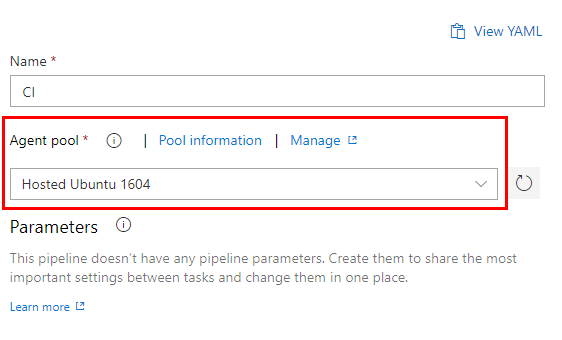 View YAML
Name *
CI
Agent pool * | Pool information | Manage
Hosted Ubuntu 1604
Parameters
This pipeline doesn't have any pipeline parameters. Create them to share the most
important settings between tasks and change them in one place.
Learn more